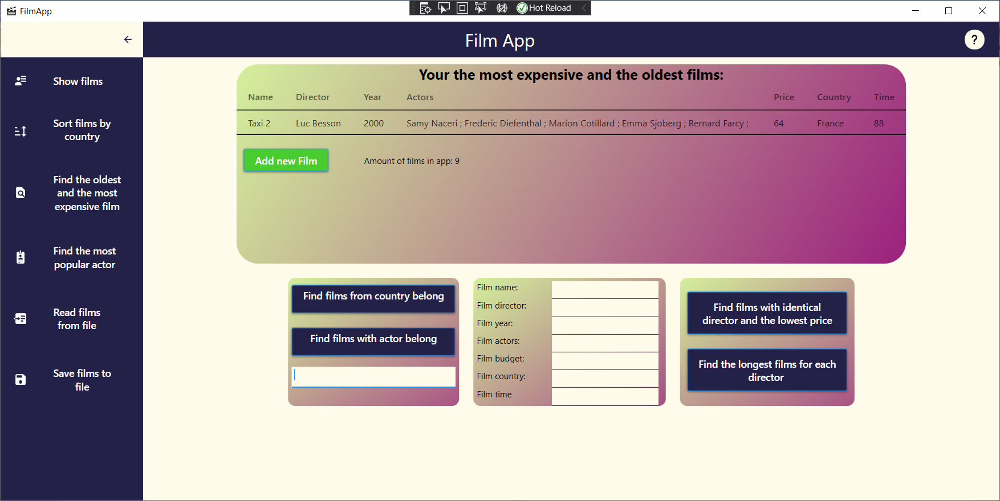 FilmApp
Hot Reload
Film App
?
Show films
Sort films by
country
Find the oldest
and the most
expensive film
Find the most
popular actor
Read films
from file
Save films to
file
Your the most expensive and the oldest films:
Name Director Year Actors Price Country Time
Taxi 2 Luc Besson 2000 Samy Naceri ; Frederic Diefenthal ; Marion Cotillard ; Emma Sjoberg ; Bernard Farcy ; 64 France 88
Add new Film
Amount of films in app: 9
Find films from country belong
Find films with actor belong
Film name:
Film director:
Film year:
Film actors:
Film budget:
Film country:
Film time
Find films with identical
director and the lowest price
Find the longest films for each
director